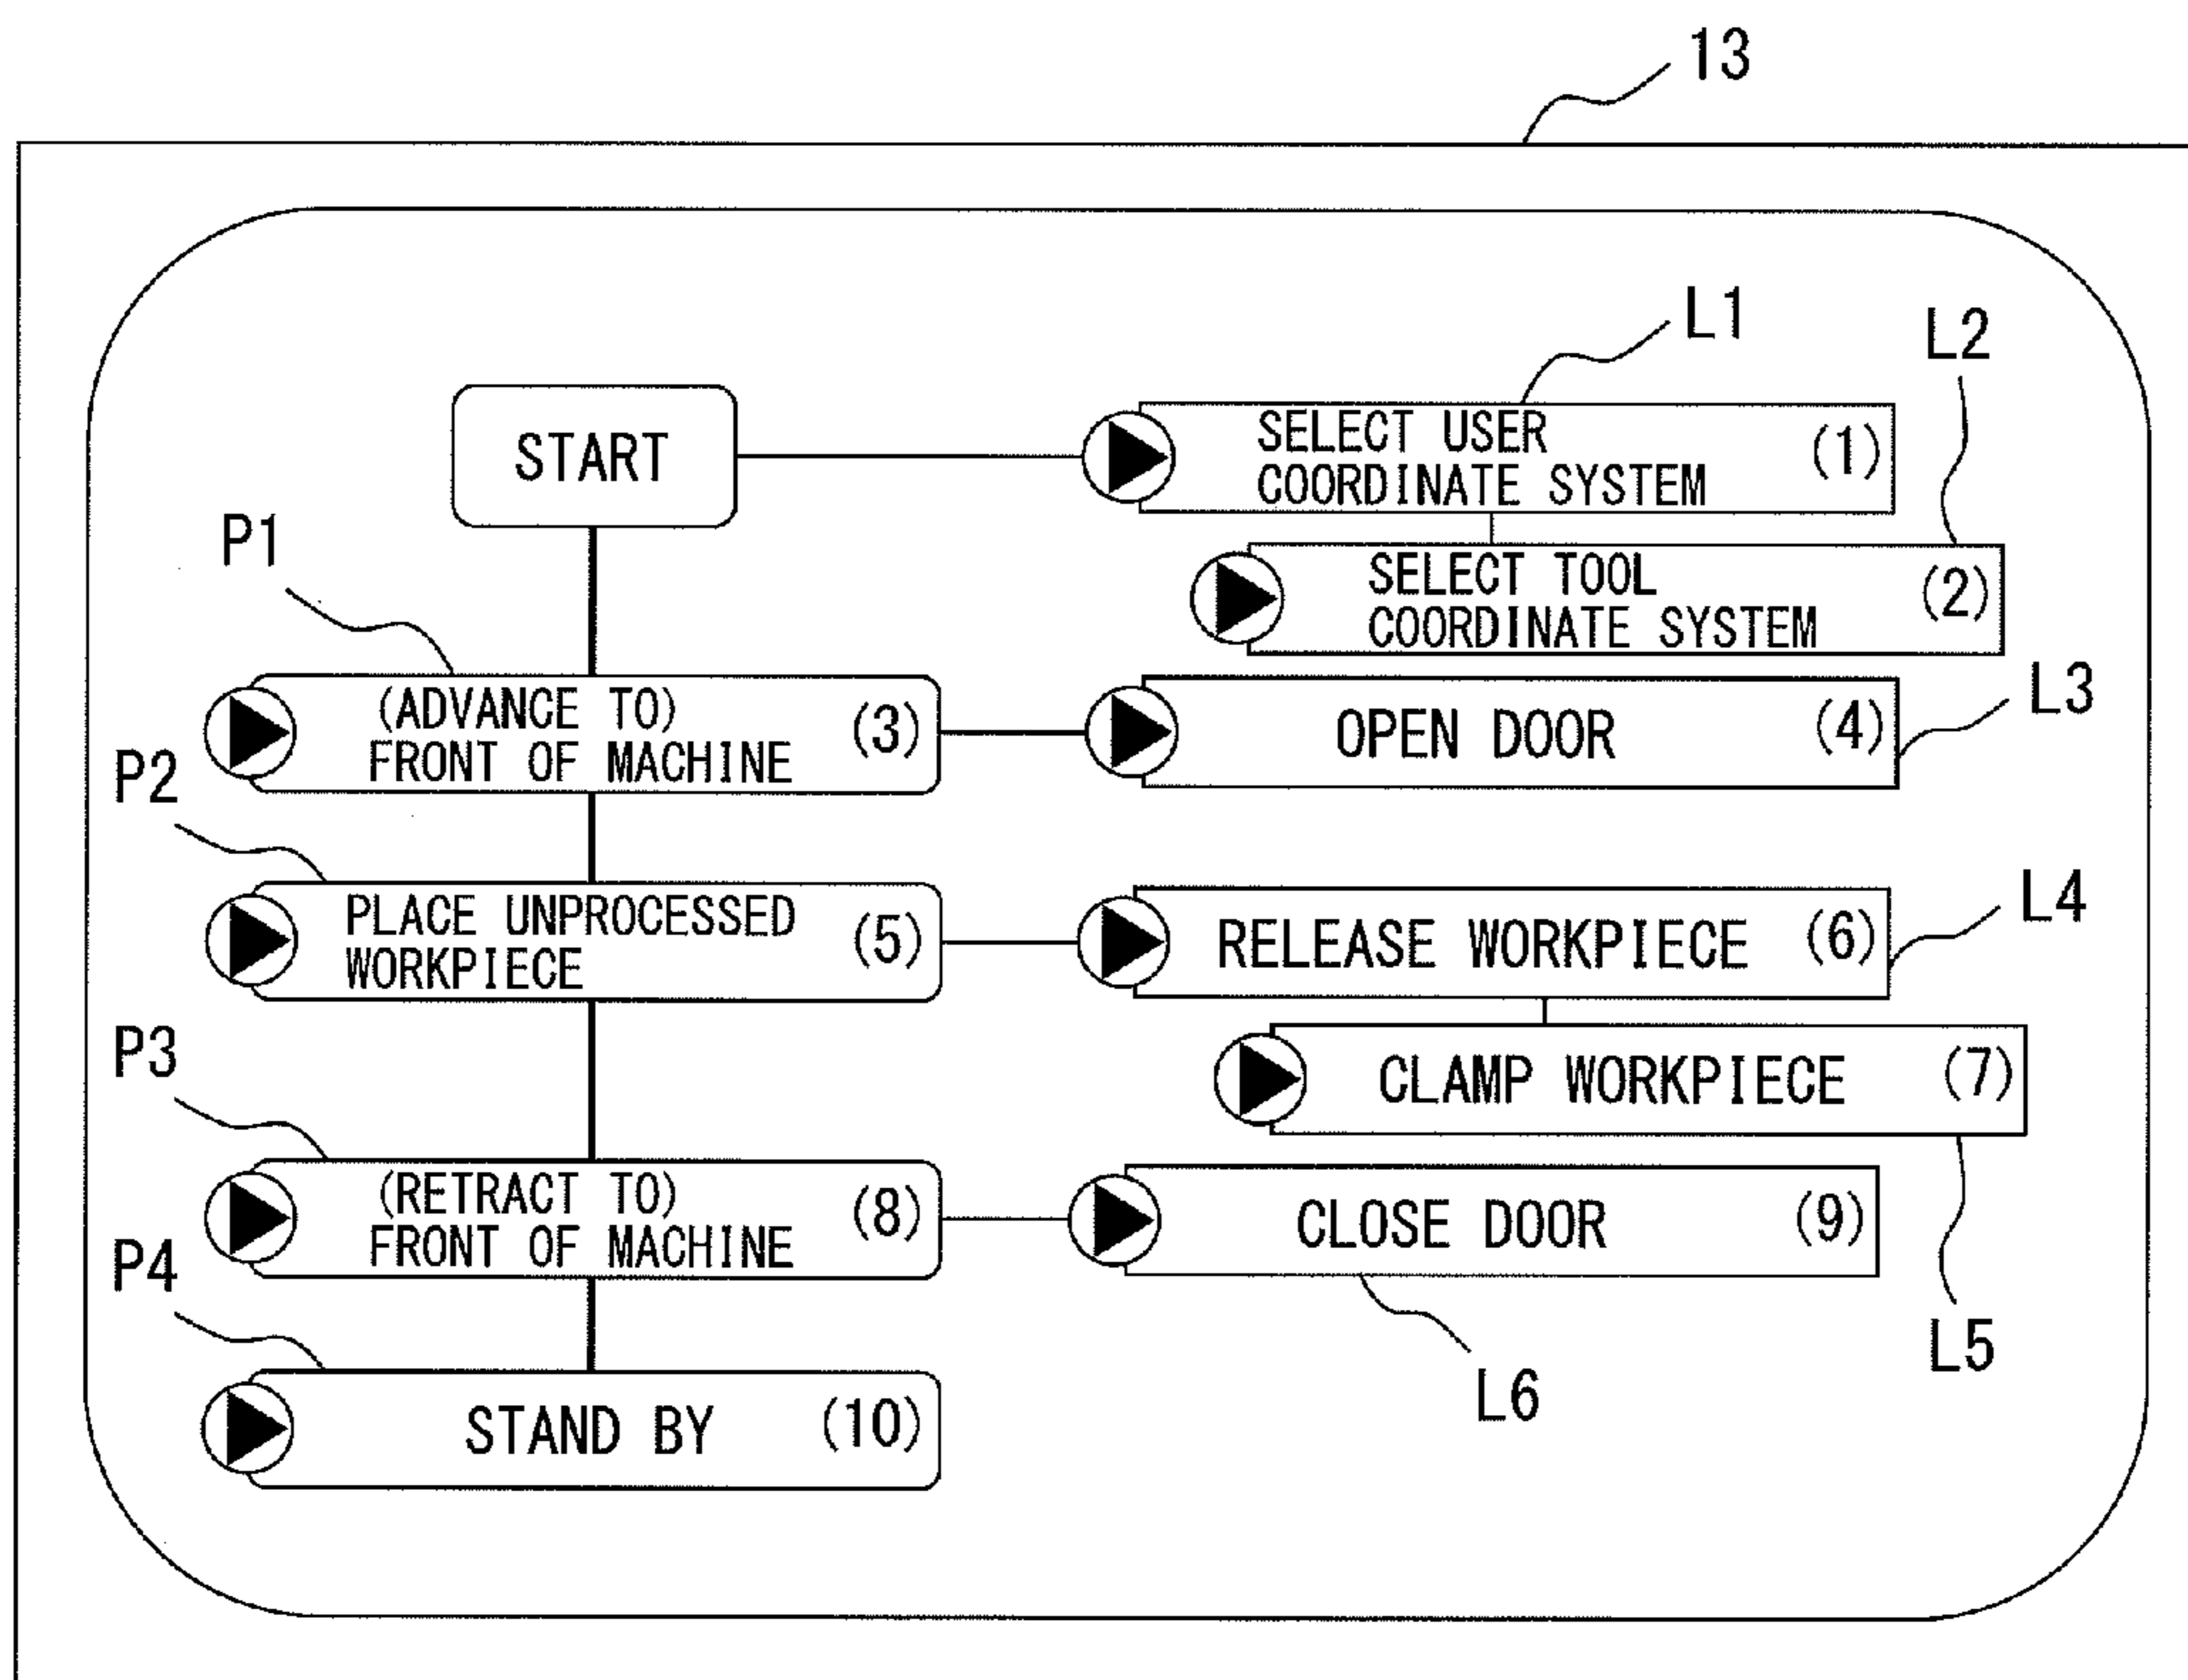 13
L1
L2
START
SELECT USER
COORDINATE SYSTEM
(1)
P1
SELECT TOOL
COORDINATE SYSTEM
(2)
(ADVANCE TO)
FRONT OF MACHINE
(3)
OPEN DOOR
(4)
L3
P2
PLACE UNPROCESSED
WORKPIECE
(5)
RELEASE WORKPIECE
(6)
L4
P3
CLAMP WORKPIECE
(7)
(RETRACT TO)
FRONT OF MACHINE
(8)
CLOSE DOOR
(9)
P4
L5
L6
STAND BY
(10)